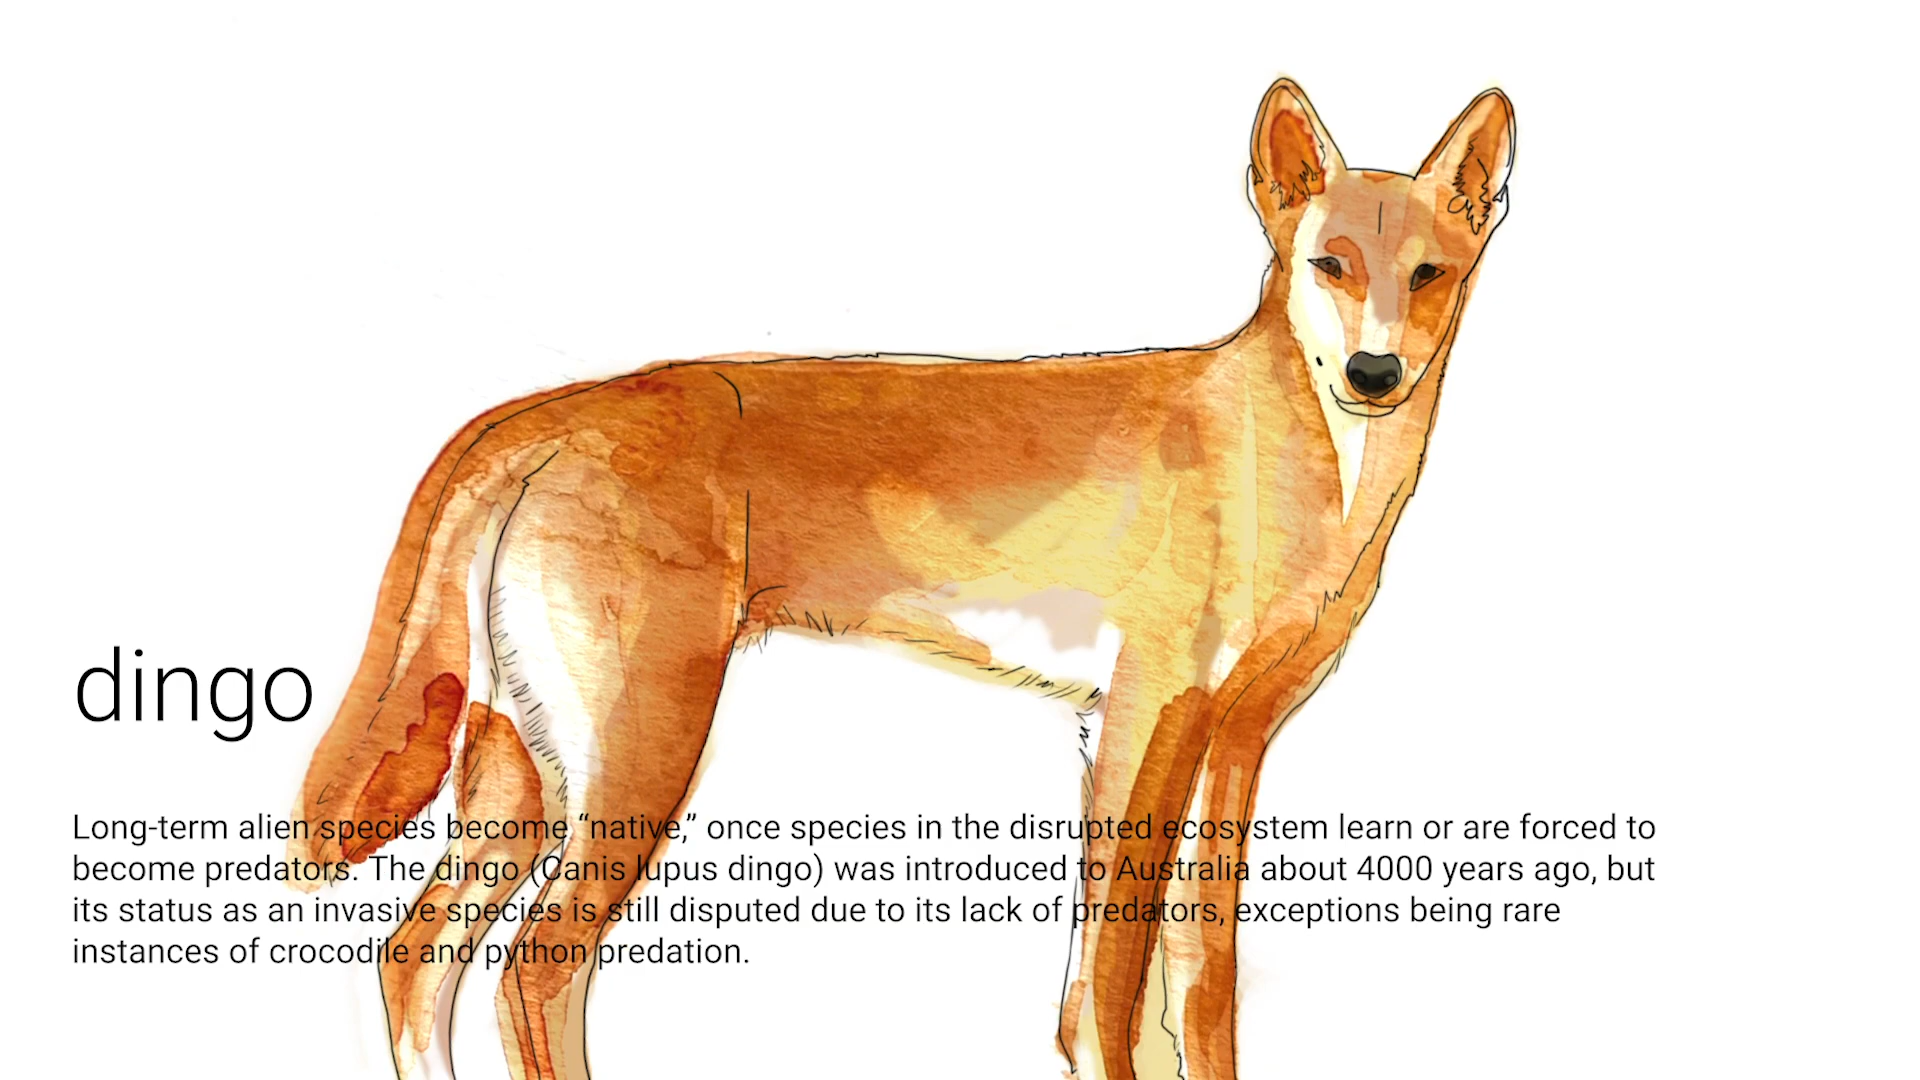 dingo
Long-term alien species become “native,” once species in the disrupted ecosystem learn or are forced to
become predators. The dingo (Canis lupus dingo) was introduced to Australia about 4000 years ago, but
its status as an invasive species is still disputed due to its lack of predators, exceptions being rare
instances of crocodile and python predation.